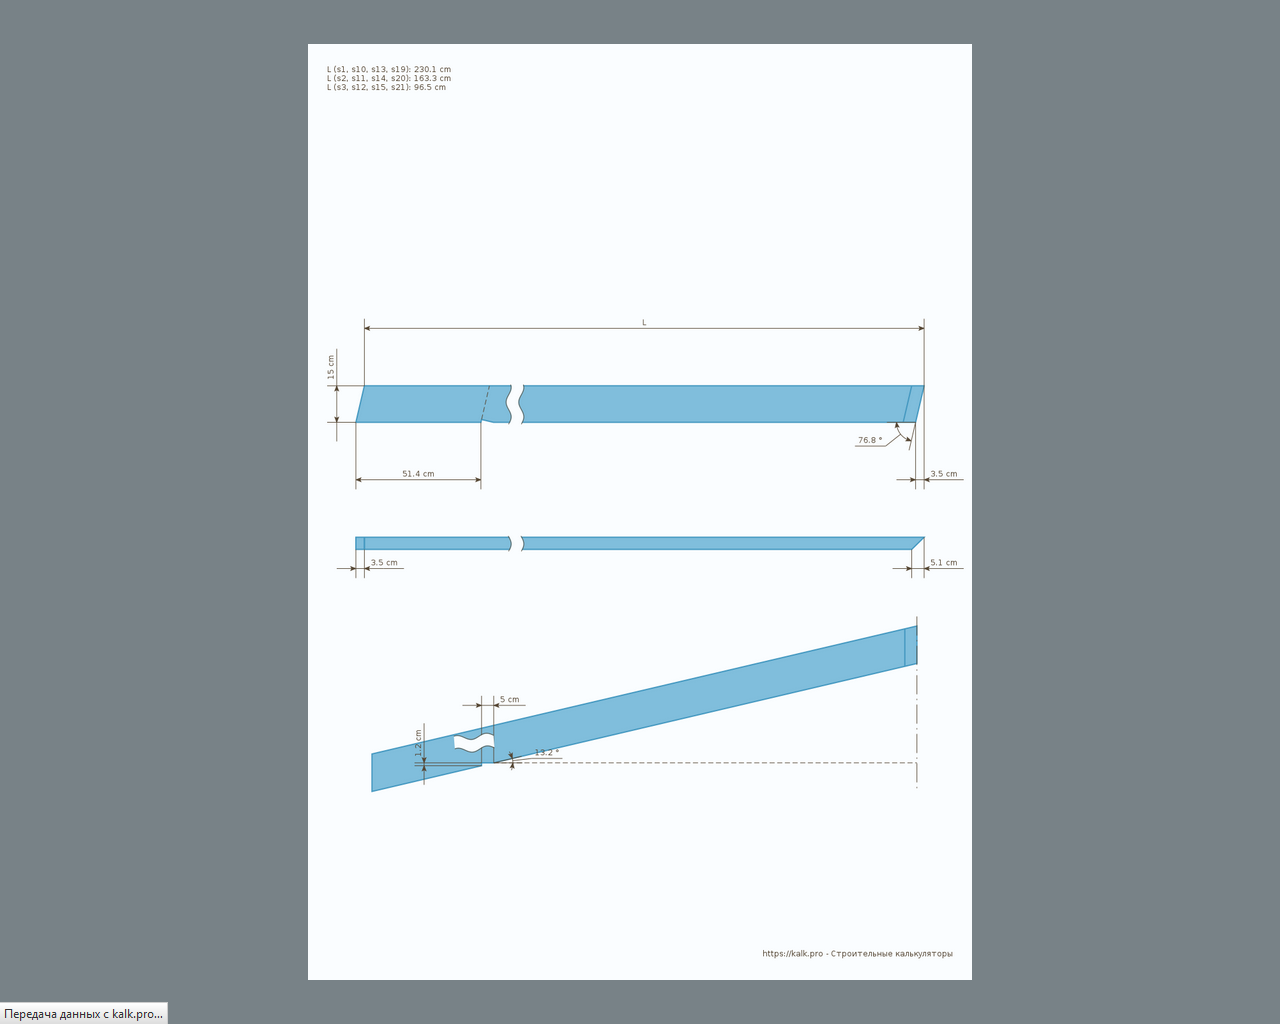 L (s1, s10, s13, s19): 230.1 cm
L (s2, s11, s14, s20): 163.3 cm
L (s3, s12, s15, s21): 96.5 cm
L
15 cm
76.8 °
51.4 cm
3.5 cm
3.5 cm
5.1 cm
5 cm
1.2 cm
13.2 °
https://kalk.pro - Строительные калькуляторы
Передача данных с kalk.pro...